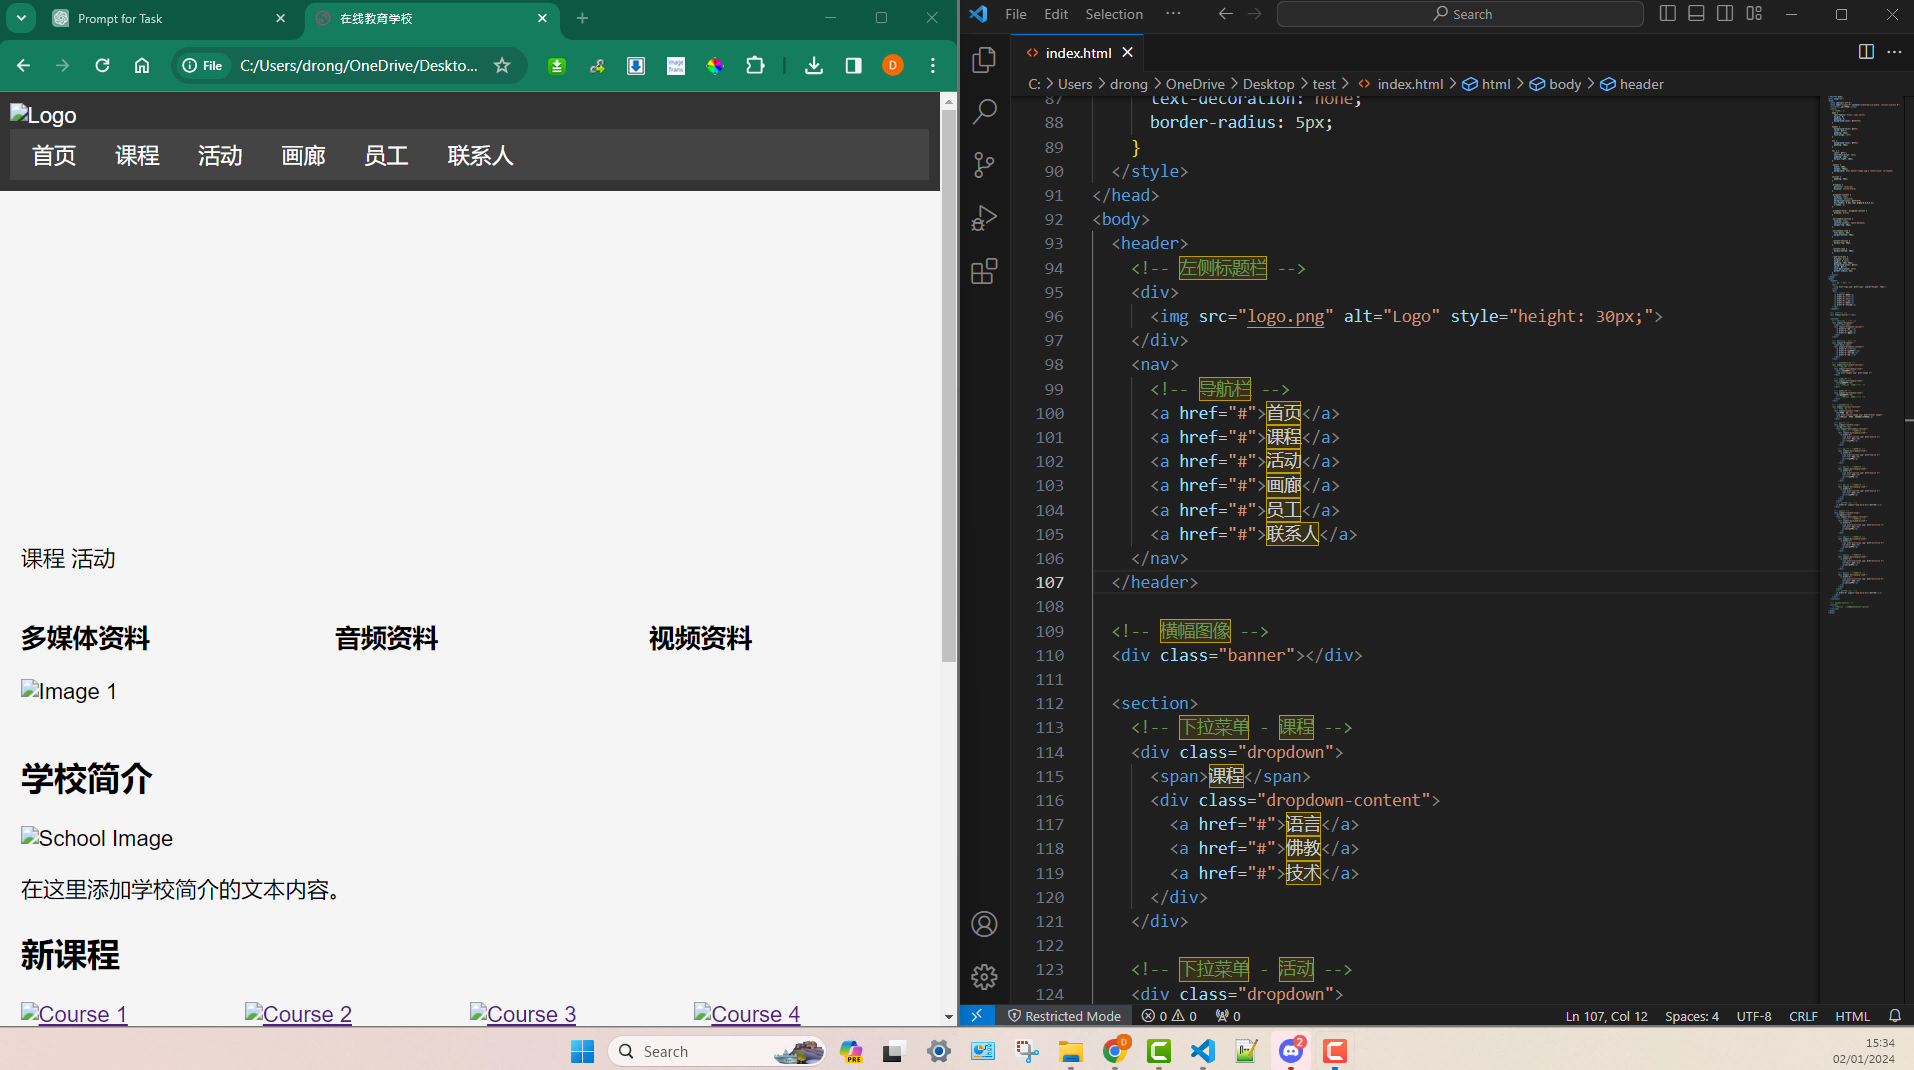 Prompt for Task
在线教育学校
File
C:/Users/drong/OneDrive/Deskto...
D
Logo
首页 课程 活动 画廊 员工 联系人
课程 活动
多媒体资料 音频资料 视频资料
Image 1
学校简介
School Image
在这里添加学校简介的文本内容。
新课程
Course 1 Course 2 Course 3 Course 4
File Edit Selection ··· Search
index.html
C: > Users > drong > OneDrive > Desktop > test > index.html > html > body > header
87 text-decoration: none;
88 border-radius: 5px;
89 }
90 </style>
91 </head>
92 <body>
93 <header>
94 <!-- 左侧标题栏 -->
95 <div>
96 <img src="logo.png" alt="Logo" style="height: 30px;">
97 </div>
98 <nav>
99 <!-- 导航栏 -->
100 <a href="#">首页</a>
101 <a href="#">课程</a>
102 <a href="#">活动</a>
103 <a href="#">画廊</a>
104 <a href="#">员工</a>
105 <a href="#">联系人</a>
106 </nav>
107 </header>
108
109 <!-- 横幅图像 -->
110 <div class="banner"></div>
111
112 <section>
113 <!-- 下拉菜单 - 课程 -->
114 <div class="dropdown">
115 <span>课程</span>
116 <div class="dropdown-content">
117 <a href="#">语言</a>
118 <a href="#">佛教</a>
119 <a href="#">技术</a>
120 </div>
121 </div>
122
123 <!-- 下拉菜单 - 活动 -->
124 <div class="dropdown">
Restricted Mode 0 0 0 Ln 107, Col 12 Spaces: 4 UTF-8 CRLF HTML
Search PRE D 2
15:34
02/01/2024